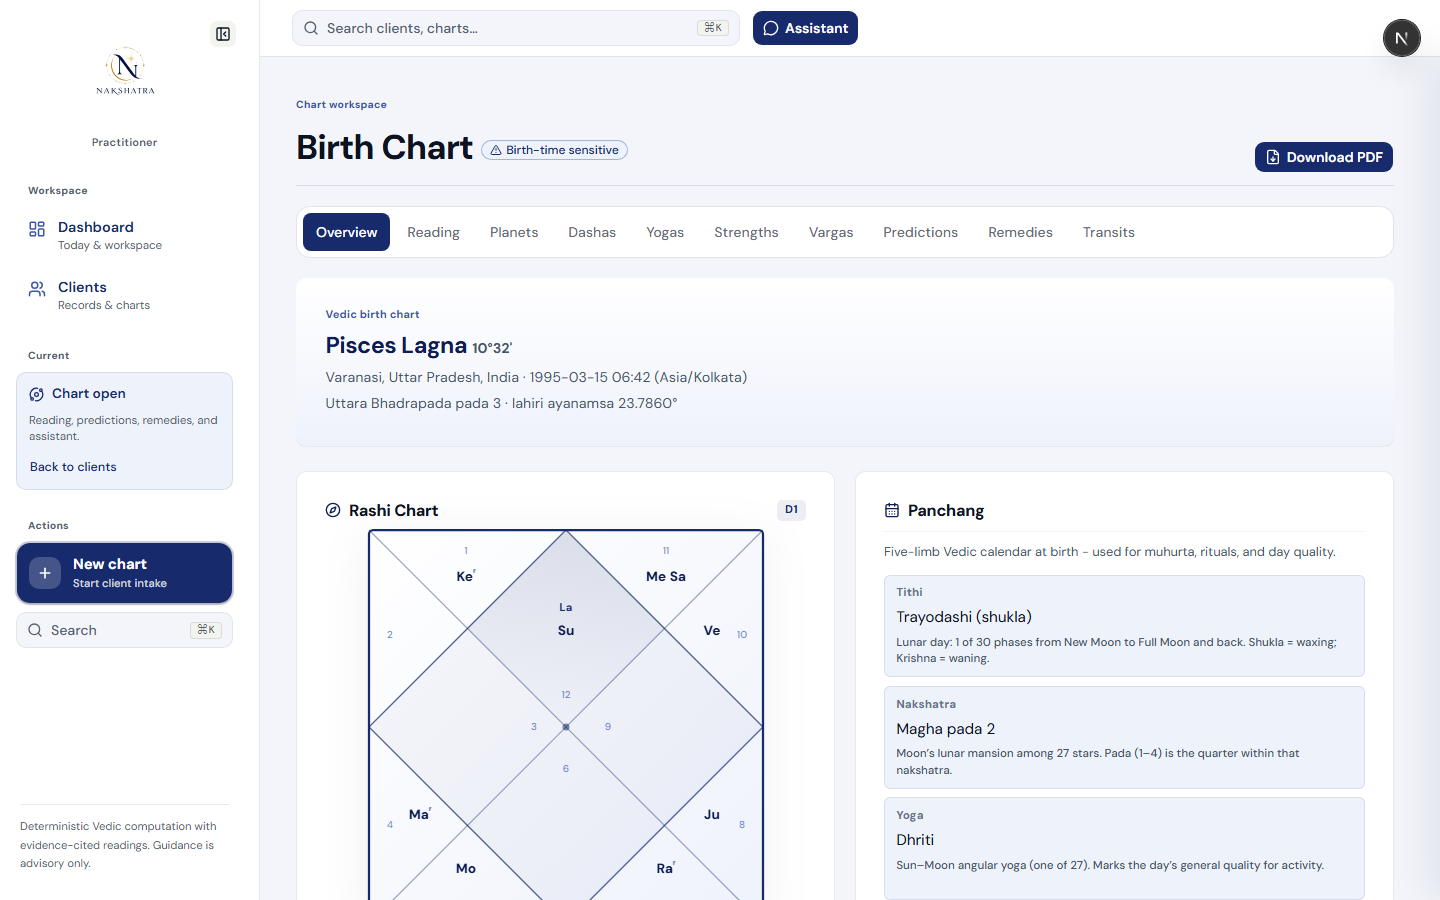 NAKSHATRA
Practitioner
Workspace
Dashboard
Today & workspace
Clients
Records & charts
Current
Chart open
Reading, predictions, remedies, and
assistant.
Back to clients
Actions
New chart
Start client intake
Search ⌘K
Deterministic Vedic computation with
evidence-cited readings. Guidance is
advisory only.
Search clients, charts... ⌘K
Assistant
N
Chart workspace
Birth Chart
Birth-time sensitive
Download PDF
Overview Reading Planets Dashas Yogas Strengths Vargas Predictions Remedies Transits
Vedic birth chart
Pisces Lagna 10°32'
Varanasi, Uttar Pradesh, India · 1995-03-15 06:42 (Asia/Kolkata)
Uttara Bhadrapada pada 3 · lahiri ayanamsa 23.7860°
Rashi Chart D1
1 11
Ke r Me Sa
La
2 Su Ve 10
12
3 9
6
4 Ma r Ju 8
Mo Ra r
Panchang
Five-limb Vedic calendar at birth - used for muhurta, rituals, and day quality.
Tithi
Trayodashi (shukla)
Lunar day: 1 of 30 phases from New Moon to Full Moon and back. Shukla = waxing;
Krishna = waning.
Nakshatra
Magha pada 2
Moon's lunar mansion among 27 stars. Pada (1–4) is the quarter within that
nakshatra.
Yoga
Dhriti
Sun–Moon angular yoga (one of 27). Marks the day's general quality for activity.